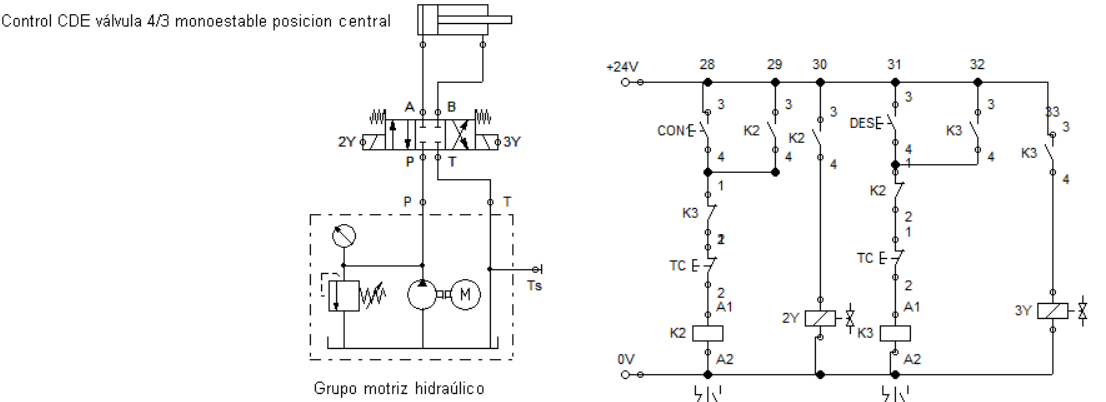 Control CDE válvula 4/3 monoestable posicion central
A B
2Y 3Y
P T
P T
M
Ts
Grupo motriz hidraúlico
+24V 28 29 30 31 32
33
3 3 3 3 3 3
CON K2 K2 DES K3 K3
4 4 4 4 4 4
1 1
K3 K2
2 2
1 1
TC TC
2 2
A1 A1
K2 2Y K3 3Y
A2 A2
0V